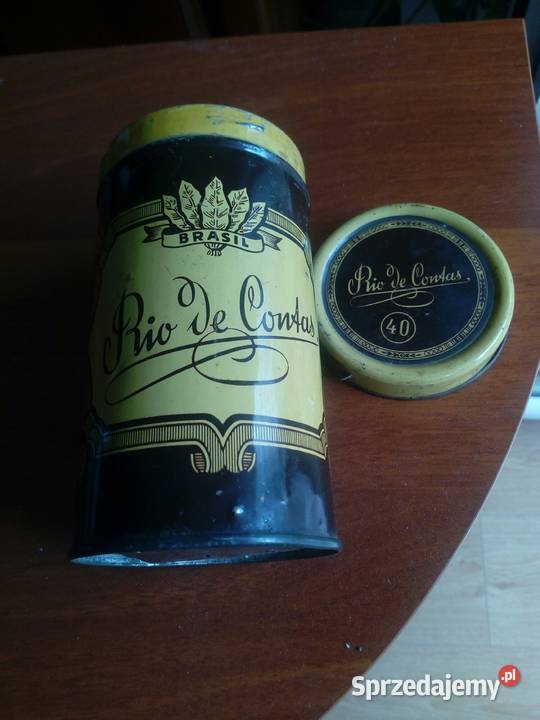 BRASIL
Rio de Contas
Rio de Contas.
40
Sprzedajemy.pl